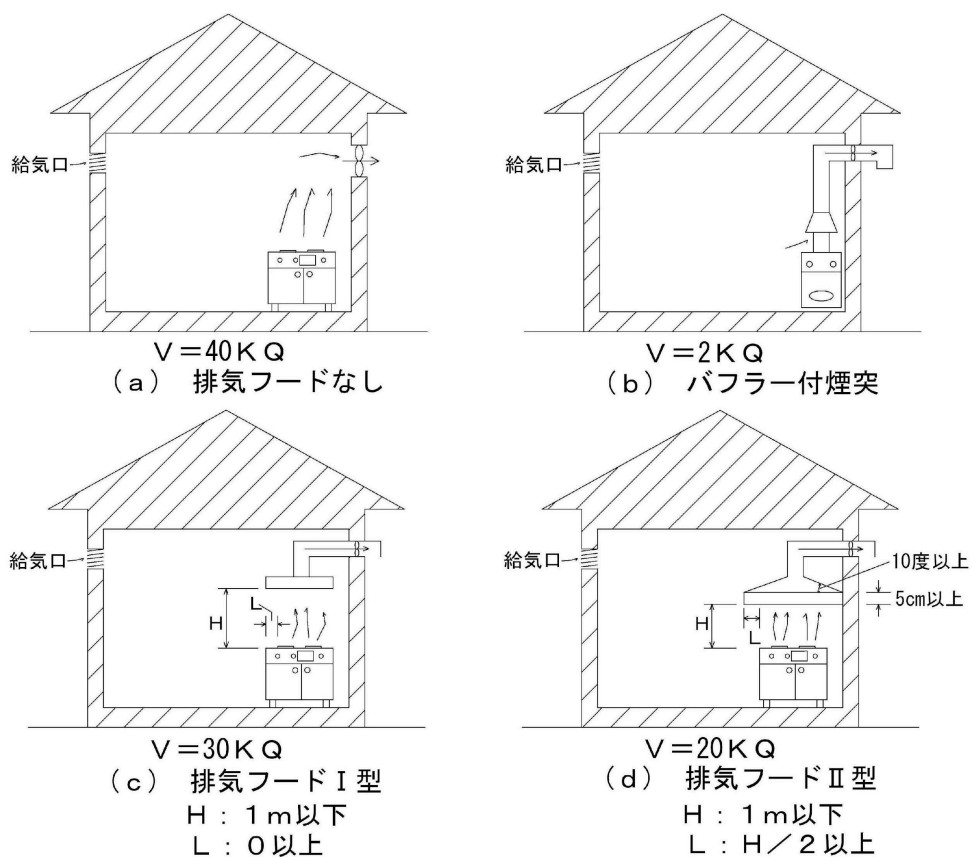 給気口
V=40KQ
(a) 排気フードなし
給気口
V=2KQ
(b) バフラー付煙突
給気口
L
H
V=30KQ
(c) 排気フードⅠ型
H:1m以下
L:0以上
給気口
10度以上
5cm以上
H
L
V=20KQ
(d) 排気フードⅡ型
H:1m以下
L:H/2以上